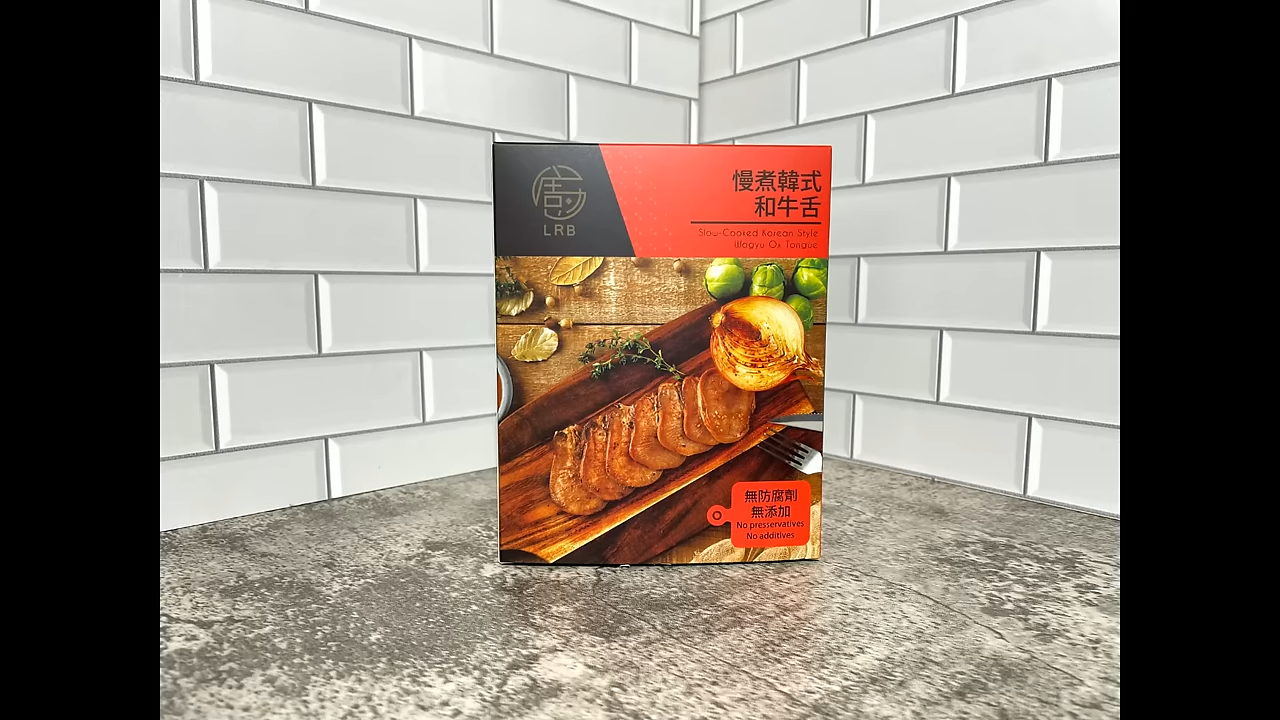 LRB
慢煮韓式
和牛舌
Slow-Cooked Korean Style
Wagyu Ox Tongue
無防腐劑
無添加
No presservatives
No additives